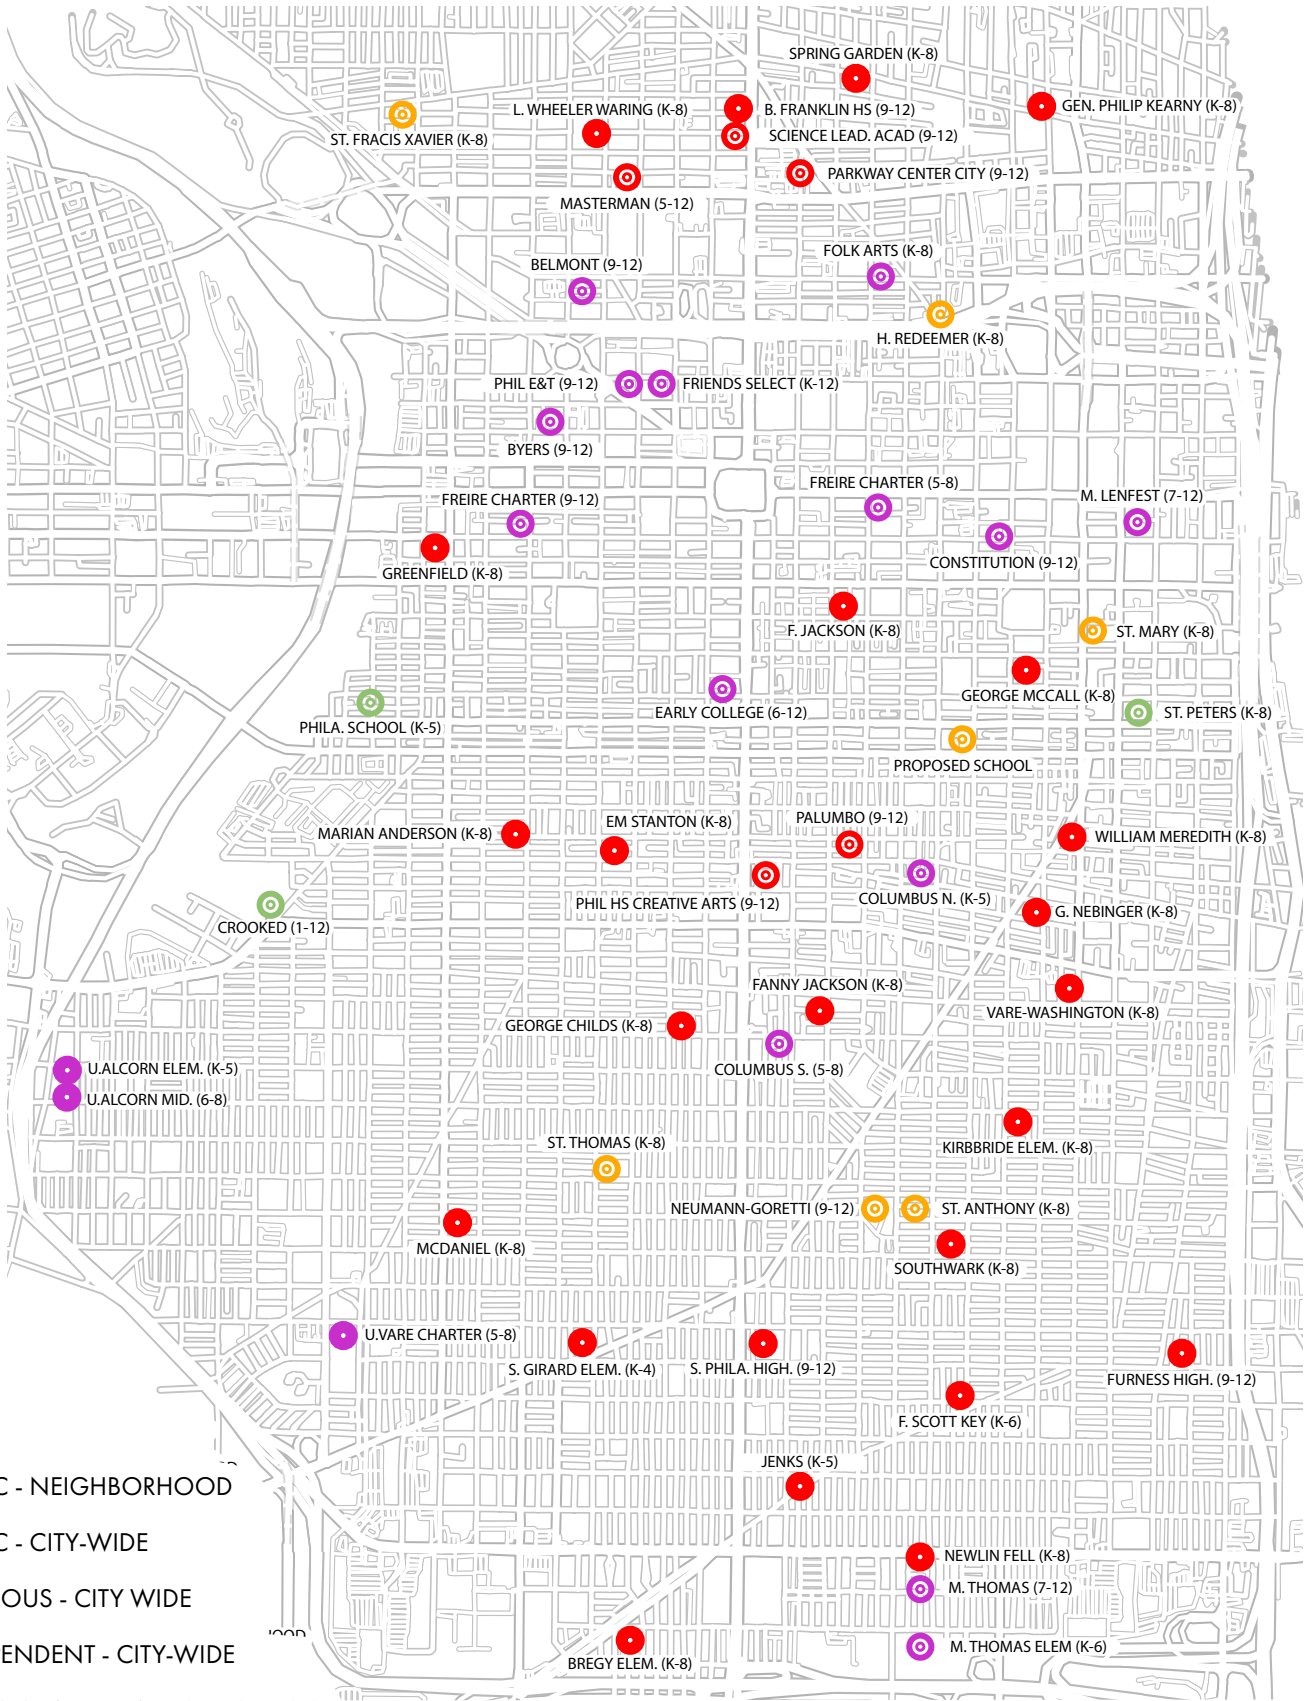 SPRING GARDEN (K-8)
L. WHEELER WARING (K-8)
B. FRANKLIN HS (9-12)
GEN. PHILIP KEARNY (K-8)
ST. FRACIS XAVIER (K-8)
SCIENCE LEAD. ACAD (9-12)
PARKWAY CENTER CITY (9-12)
MASTERMAN (5-12)
FOLK ARTS (K-8)
BELMONT (9-12)
H. REDEEMER (K-8)
PHIL E&T (9-12)
FRIENDS SELECT (K-12)
BYERS (9-12)
FREIRE CHARTER (5-8)
M. LENFEST (7-12)
FREIRE CHARTER (9-12)
CONSTITUTION (9-12)
GREENFIELD (K-8)
F. JACKSON (K-8)
ST. MARY (K-8)
GEORGE MCCALL (K-8)
EARLY COLLEGE (6-12)
ST. PETERS (K-8)
PHILA. SCHOOL (K-5)
PROPOSED SCHOOL
EM STANTON (K-8)
PALUMBO (9-12)
MARIAN ANDERSON (K-8)
WILLIAM MEREDITH (K-8)
PHIL HS CREATIVE ARTS (9-12)
COLUMBUS N. (K-5)
G. NEBINGER (K-8)
CROOKED (1-12)
FANNY JACKSON (K-8)
VARE-WASHINGTON (K-8)
GEORGE CHILDS (K-8)
U.ALCORN ELEM. (K-5)
COLUMBUS S. (5-8)
U.ALCORN MID. (6-8)
ST. THOMAS (K-8)
KIRBBRIDE ELEM. (K-8)
NEUMANN-GORETTI (9-12)
ST. ANTHONY (K-8)
MCDANIEL (K-8)
SOUTHWARK (K-8)
U.VARE CHARTER (5-8)
S. GIRARD ELEM. (K-4)
S. PHILA. HIGH. (9-12)
FURNESS HIGH. (9-12)
F. SCOTT KEY (K-6)
JENKS (K-5)
C - NEIGHBORHOOD
C - CITY-WIDE
NEWLIN FELL (K-8)
M. THOMAS (7-12)
OUS - CITY WIDE
PENDENT - CITY-WIDE
M. THOMAS ELEM (K-6)
BREGY ELEM. (K-8)